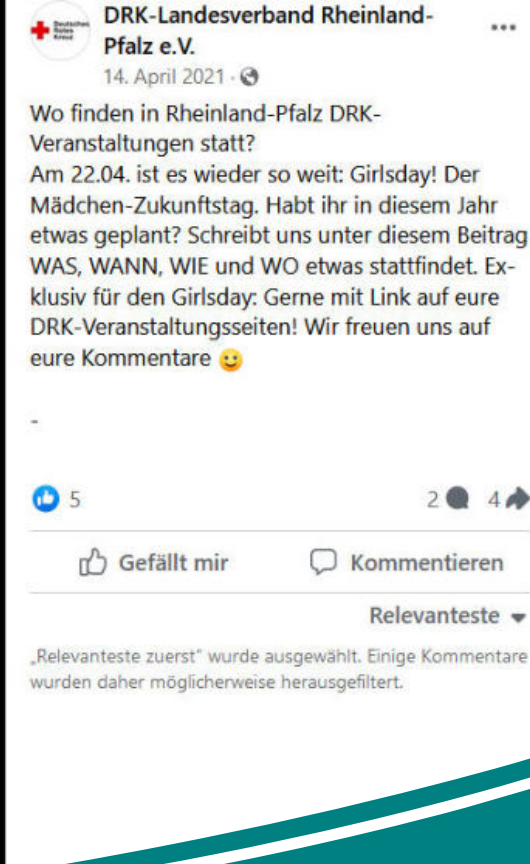 Deutsches
Rotes
Kreuz
DRK-Landesverband Rheinland-
Pfalz e.V.
14. April 2021 ·
Wo finden in Rheinland-Pfalz DRK-
Veranstaltungen statt?
Am 22.04. ist es wieder so weit: Girlsday! Der
Mädchen-Zukunftstag. Habt ihr in diesem Jahr
etwas geplant? Schreibt uns unter diesem Beitrag
WAS, WANN, WIE und WO etwas stattfindet. Ex-
klusiv für den Girlsday: Gerne mit Link auf eure
DRK-Veranstaltungsseiten! Wir freuen uns auf
eure Kommentare 🙂
-
5
2 4
Gefällt mir Kommentieren
Relevanteste
„Relevanteste zuerst" wurde ausgewählt. Einige Kommentare
wurden daher möglicherweise herausgefiltert.